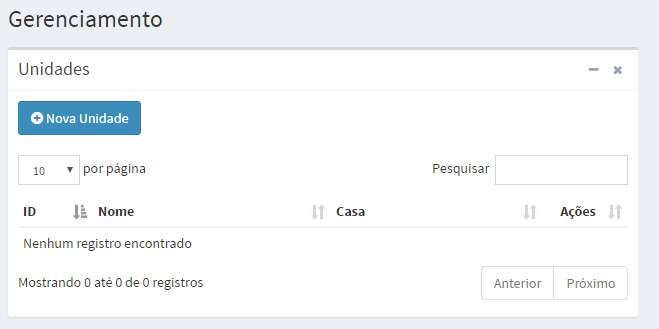 Gerenciamento
Unidades
Nova Unidade
10 por página Pesquisar
ID Nome Casa Ações
Nenhum registro encontrado
Mostrando 0 até 0 de 0 registros Anterior Próximo